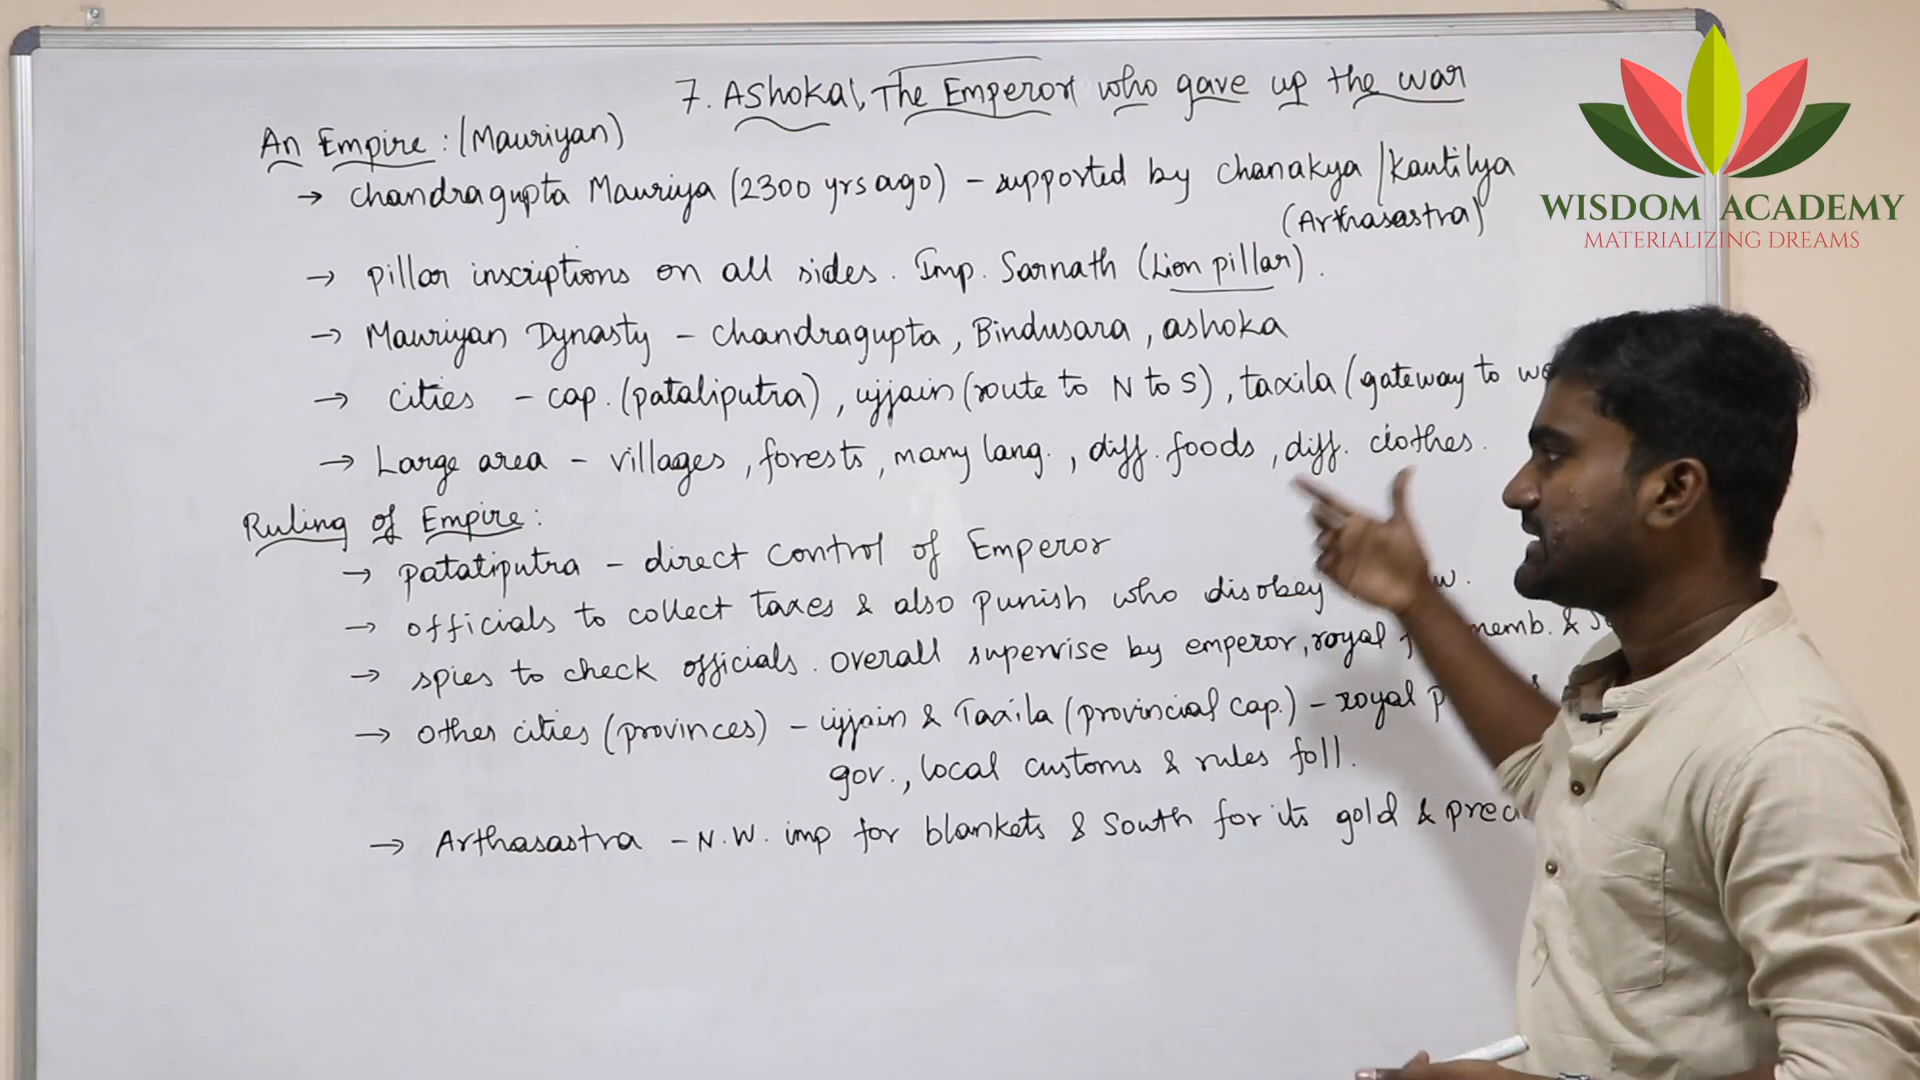 7. Ashoka, The Emperor who gave up the war
An Empire : (Mauriyan)
→ Chandragupta Mauriya (2300 yrs ago) - supported by Chanakya / Kautilya
(Arthasastra)
→ pillar inscriptions on all sides. Imp. Sarnath (Lion pillar).
→ Mauriyan Dynasty - Chandragupta, Bindusara, ashoka
→ cities - cap. (pataliputra), ujjain (route to N to S), taxila (gateway to
→ Large area - villages, forests, many lang., diff. foods, diff. clothes.
Ruling of Empire :
→ Pataliputra - direct control of Emperor
→ officials to collect taxes & also punish who disobey
→ spies to check officials. overall supervise by emperor, royal memb. &
→ other cities (provinces) - ujjain & Taxila (provincial cap.) - royal
gov., local customs & rules foll.
→ Arthasastra - N.W. imp for blankets & South for its gold &
WISDOM ACADEMY
MATERIALIZING DREAMS